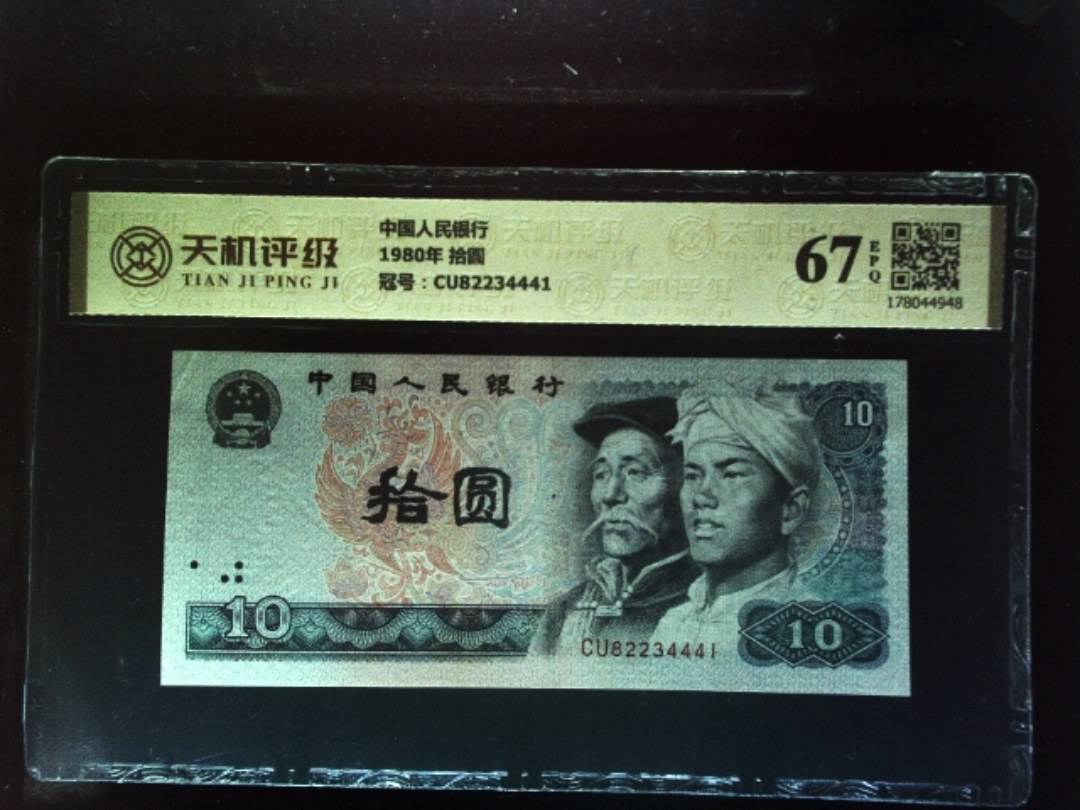 天机评级
TIAN JI PING JI
中国人民银行
1980年 拾圆
冠号：CU82234441
67
EPQ
178044948
中国人民银行
10
拾圆
10
CU82234441
10